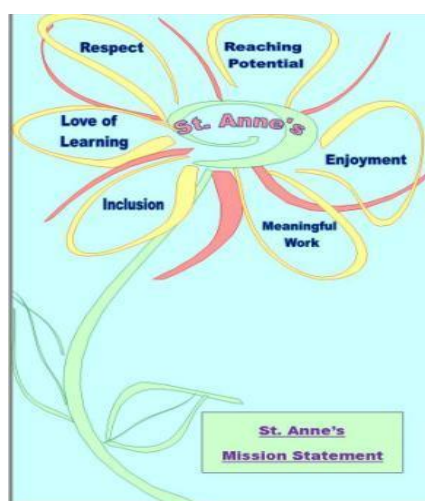 Respect
Reaching
Potential
Love of
Learning
St. Anne's
Enjoyment
Inclusion
Meaningful
Work
St. Anne's
Mission Statement